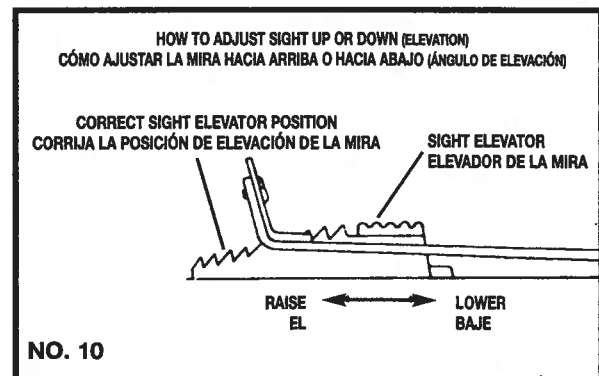 HOW TO ADJUST SIGHT UP OR DOWN (ELEVATION)
CÓMO AJUSTAR LA MIRA HACIA ARRIBA O HACIA ABAJO (ÁNGULO DE ELEVACIÓN)
CORRECT SIGHT ELEVATOR POSITION
CORRIJA LA POSICIÓN DE ELEVACIÓN DE LA MIRA
SIGHT ELEVATOR
ELEVADOR DE LA MIRA
RAISE
EL
LOWER
BAJE
NO. 10